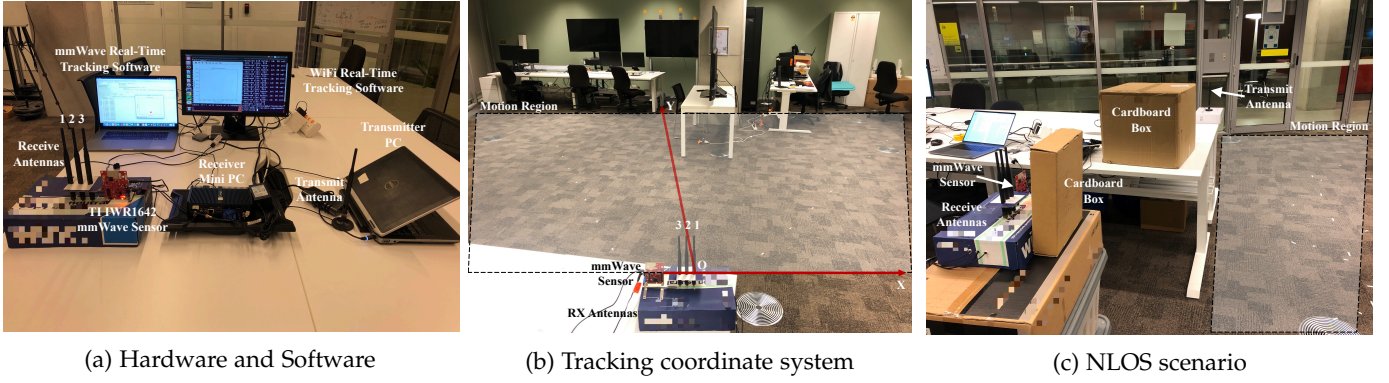 mmWave Real-Time
Tracking Software
WiFi Real-Time
Tracking Software
1 2 3
Receive
Antennas
Receiver
Mini PC
Transmitter
PC
Transmit
Antenna
TI IWR1642
mmWave Sensor
(a) Hardware and Software
Motion Region
Y
3 2 1
O
X
mmWave
Sensor
RX Antennas
(b) Tracking coordinate system
Transmit
Antenna
Cardboard
Box
Motion Region
mmWave
Sensor
Cardboard
Box
Receive
Antennas
(c) NLOS scenario